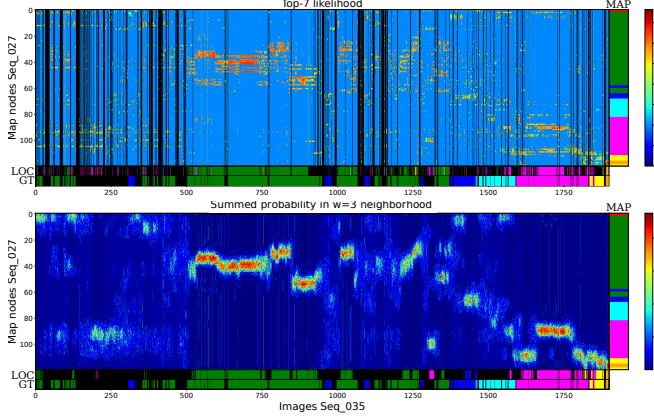 Top-7 likelihood
MAP
Map nodes Seq_027
0
20
40
60
80
100
LOC
GT
0 250 500 750 1000 1250 1500 1750
Summed probability in w=3 neighborhood
MAP
Map nodes Seq_027
0
20
40
60
80
100
LOC
GT
0 250 500 750 1000 1250 1500 1750
Images Seq_035